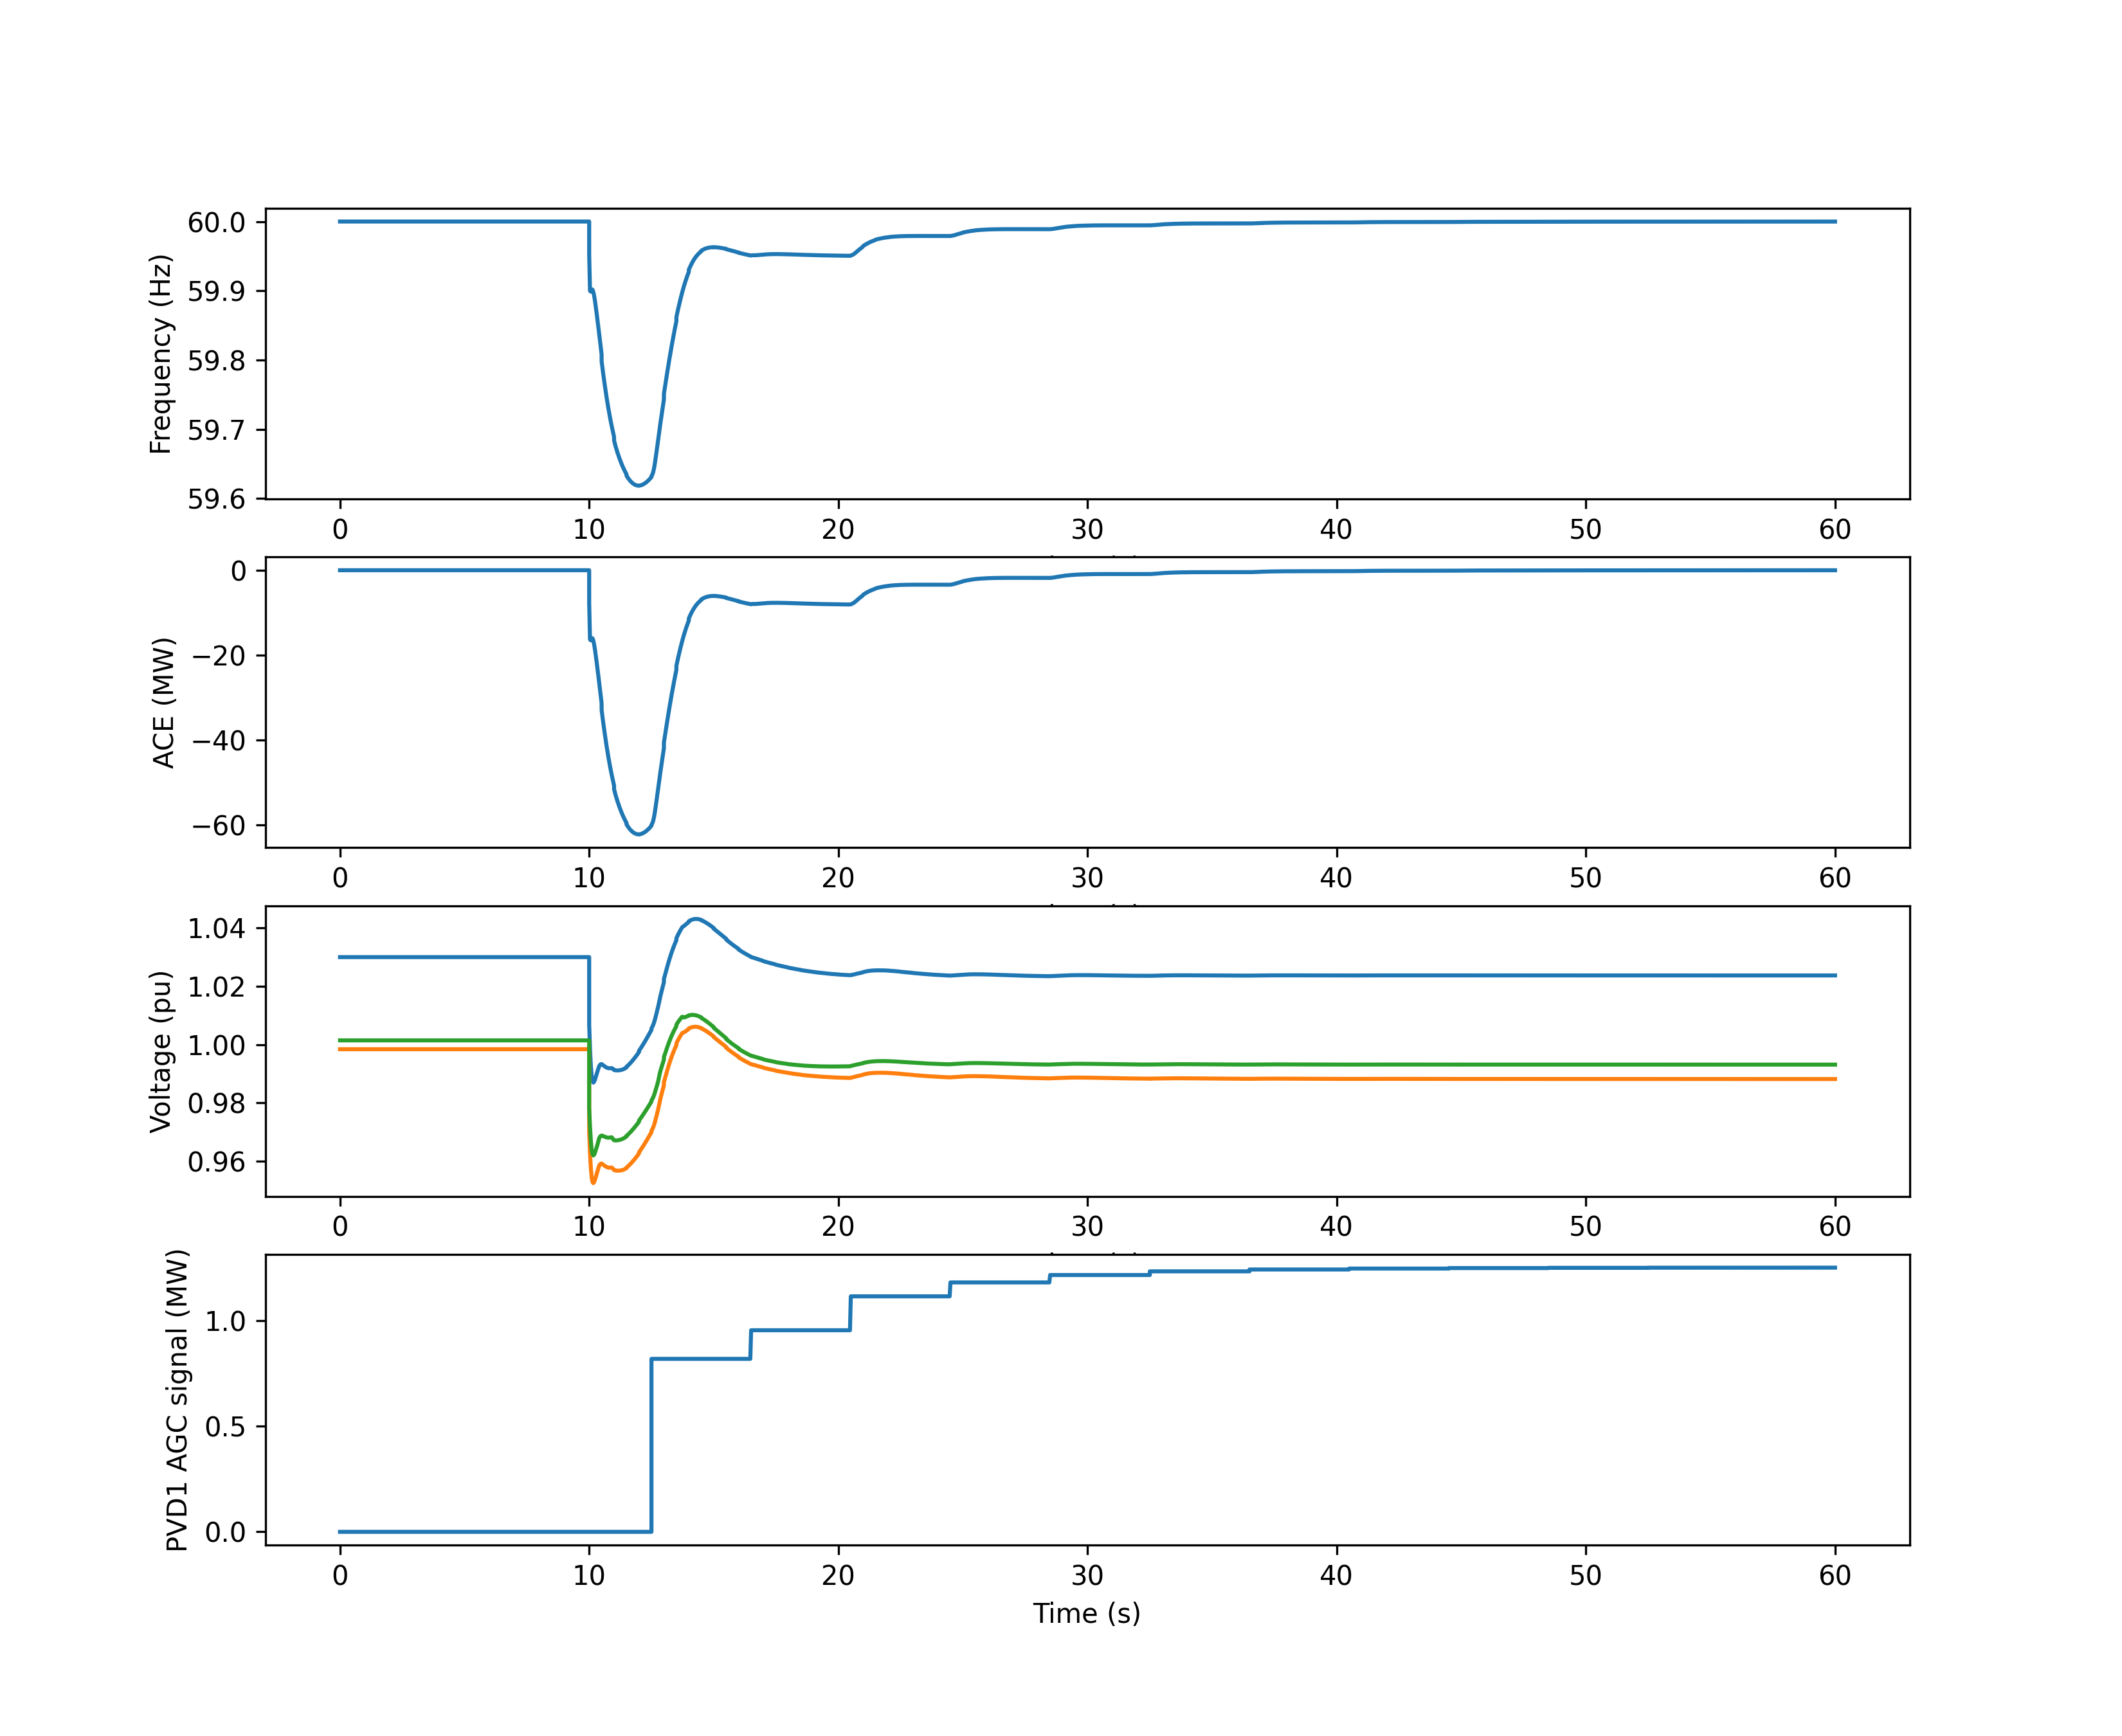 Frequency (Hz)
60.0
59.9
59.8
59.7
59.6
0 10 20 30 40 50 60
ACE (MW)
0
−20
−40
−60
0 10 20 30 40 50 60
Voltage (pu)
1.04
1.02
1.00
0.98
0.96
0 10 20 30 40 50 60
PVD1 AGC signal (MW)
1.0
0.5
0.0
0 10 20 30 40 50 60
Time (s)